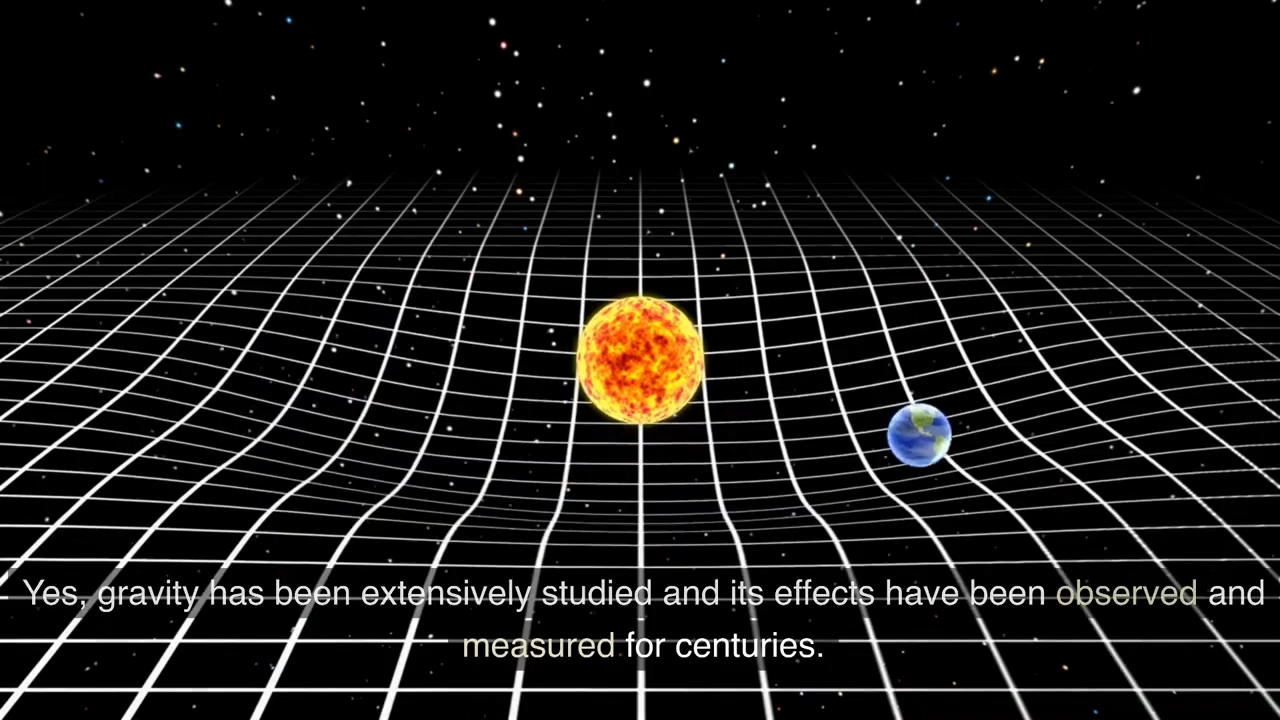 Yes, gravity has been extensively studied and its effects have been observed and
measured for centuries.